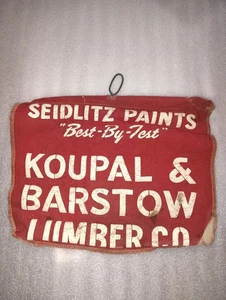 SEIDLITZ PAINTS
"Best-By-Test"
KOUPAL &
BARSTOW
LUMBER CO.